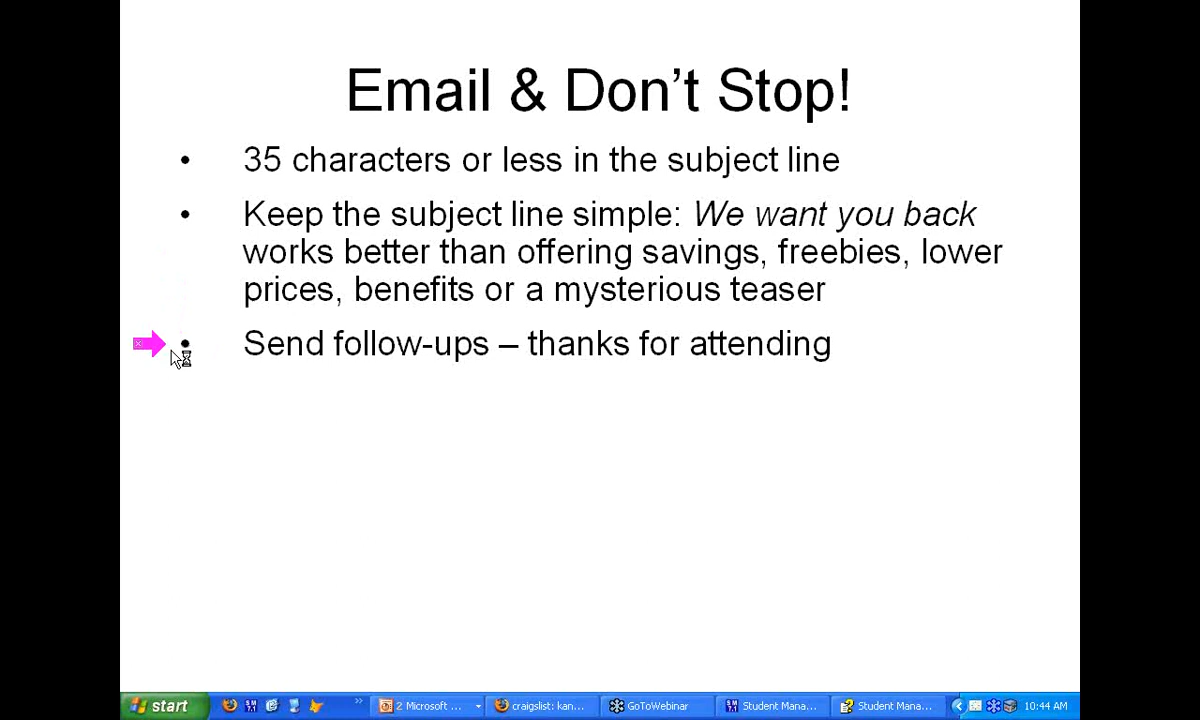 Email & Don't Stop!
• 35 characters or less in the subject line
• Keep the subject line simple: We want you back
works better than offering savings, freebies, lower
prices, benefits or a mysterious teaser
• Send follow-ups – thanks for attending
start
2 Microsoft ...
craigslist: kan...
GoToWebinar
Student Mana...
Student Mana...
10:44 AM